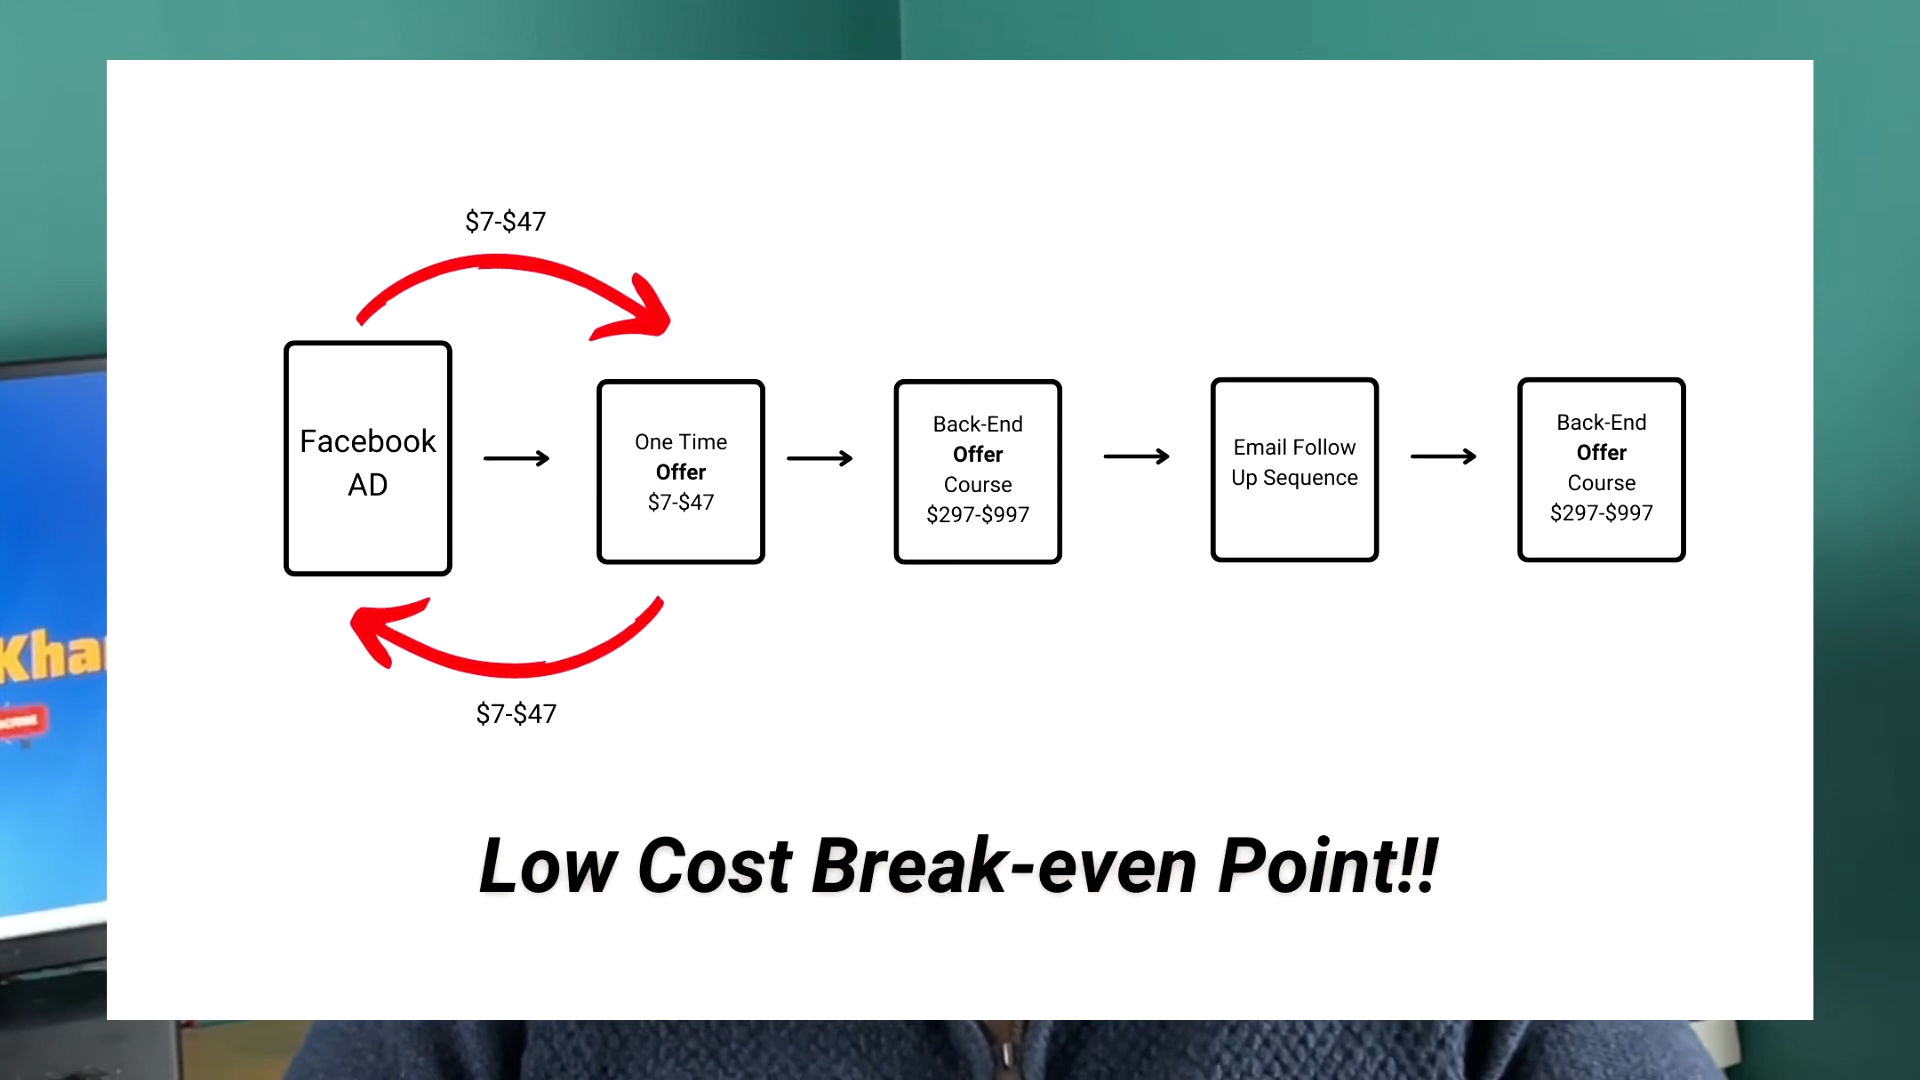 $7-$47
Facebook
AD
One Time
Offer
$7-$47
Back-End
Offer
Course
$297-$997
Email Follow
Up Sequence
Back-End
Offer
Course
$297-$997
$7-$47
Low Cost Break-even Point!!